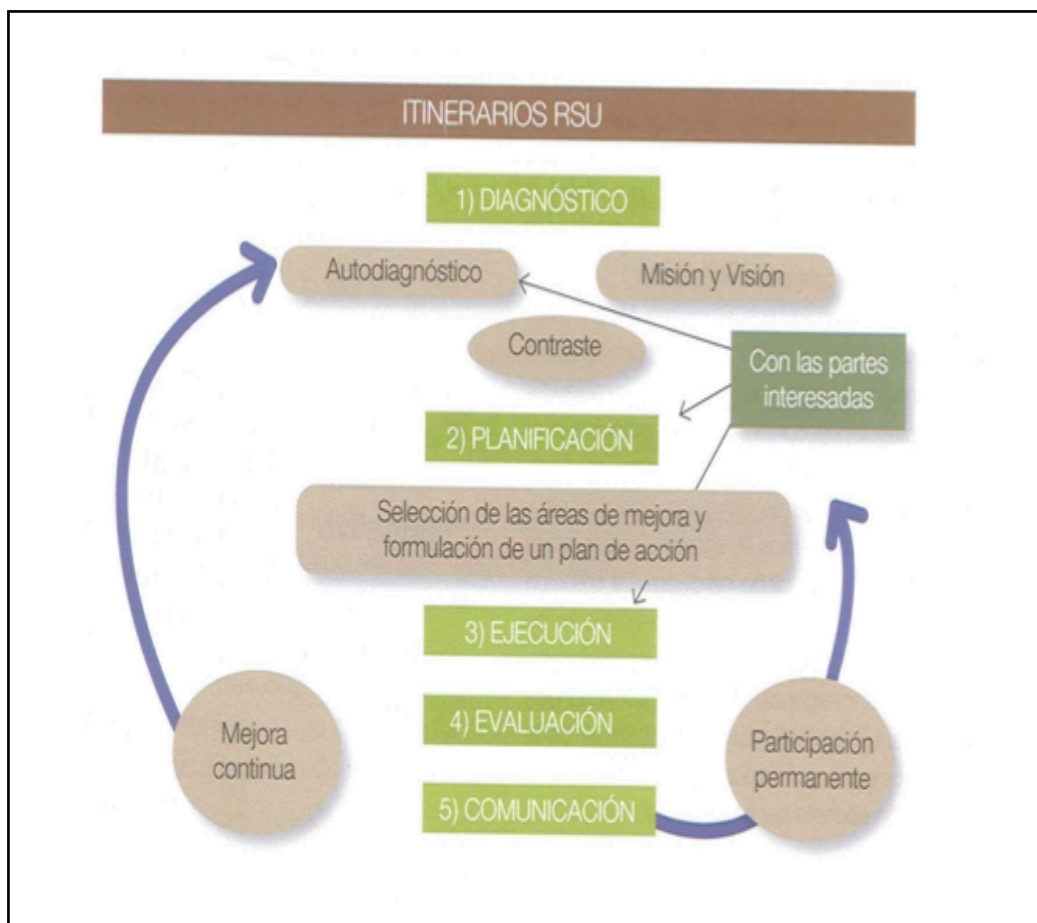 ITINERARIOS RSU
1) DIAGNÓSTICO
Autodiagnóstico
Misión y Visión
Contraste
Con las partes
interesadas
2) PLANIFICACIÓN
Selección de las áreas de mejora y
formulación de un plan de acción
3) EJECUCIÓN
4) EVALUACIÓN
Mejora
continua
Participación
permanente
5) COMUNICACIÓN